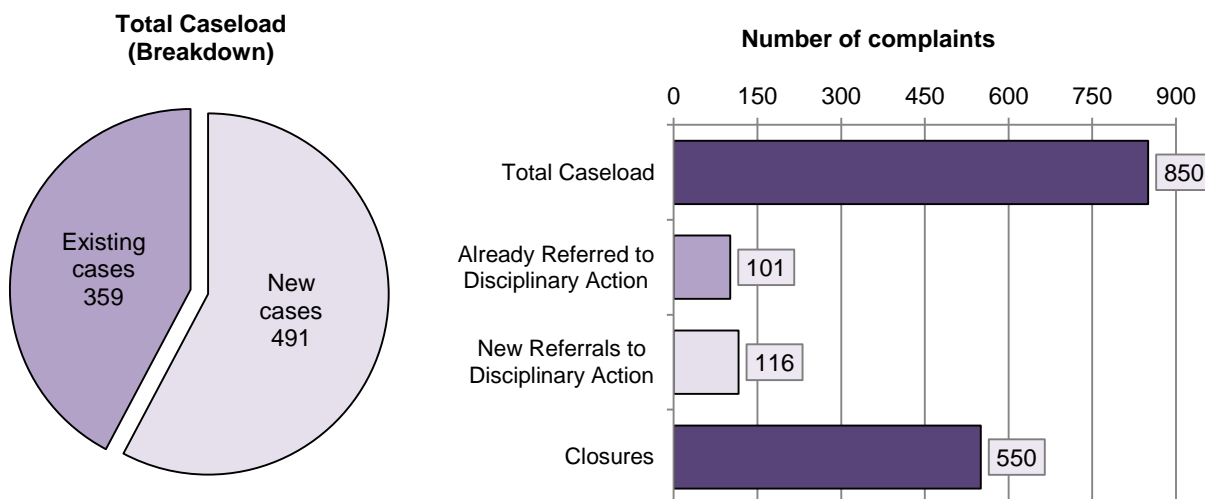 Total Caseload
(Breakdown)
Existing
cases
359
New
cases
491
Number of complaints
0 150 300 450 600 750 900
Total Caseload
850
Already Referred to
Disciplinary Action
101
New Referrals to
Disciplinary Action
116
Closures
550